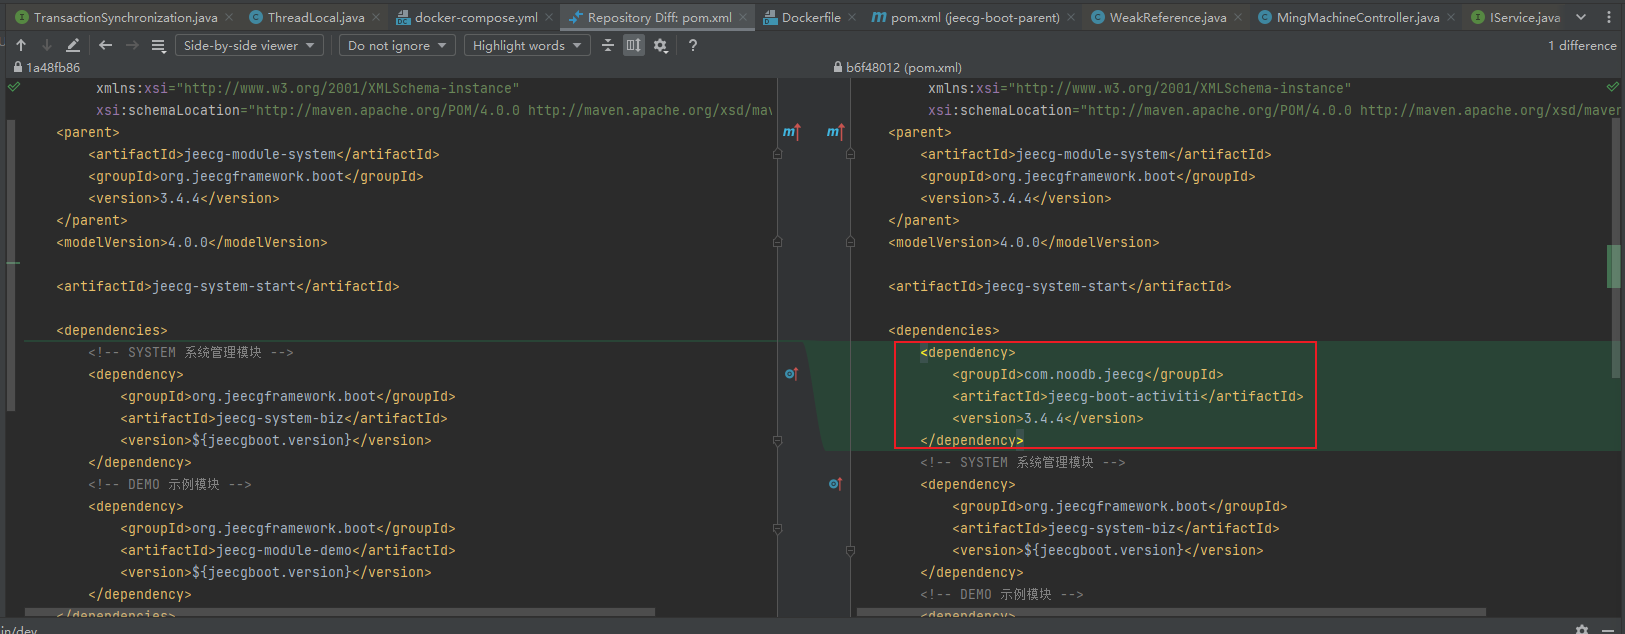 TransactionSynchronization.java
ThreadLocal.java
docker-compose.yml
Repository Diff: pom.xml
Dockerfile
pom.xml (jeecg-boot-parent)
WeakReference.java
MingMachineController.java
IService.java
Side-by-side viewer
Do not ignore
Highlight words
?
1 difference
1a48fb86
xmlns:xsi="http://www.w3.org/2001/XMLSchema-instance"
xsi:schemaLocation="http://maven.apache.org/POM/4.0.0 http://maven.apache.org/xsd/mav
<parent>
<artifactId>jeecg-module-system</artifactId>
<groupId>org.jeecgframework.boot</groupId>
<version>3.4.4</version>
</parent>
<modelVersion>4.0.0</modelVersion>
<artifactId>jeecg-system-start</artifactId>
<dependencies>
<!-- SYSTEM 系统管理模块 -->
<dependency>
<groupId>org.jeecgframework.boot</groupId>
<artifactId>jeecg-system-biz</artifactId>
<version>${jeecgboot.version}</version>
</dependency>
<!-- DEMO 示例模块 -->
<dependency>
<groupId>org.jeecgframework.boot</groupId>
<artifactId>jeecg-module-demo</artifactId>
<version>${jeecgboot.version}</version>
</dependency>
</dependencies>
b6f48012 (pom.xml)
xmlns:xsi="http://www.w3.org/2001/XMLSchema-instance"
xsi:schemaLocation="http://maven.apache.org/POM/4.0.0 http://maven.apache.org/xsd/maven
<parent>
<artifactId>jeecg-module-system</artifactId>
<groupId>org.jeecgframework.boot</groupId>
<version>3.4.4</version>
</parent>
<modelVersion>4.0.0</modelVersion>
<artifactId>jeecg-system-start</artifactId>
<dependencies>
<dependency>
<groupId>com.noodb.jeecg</groupId>
<artifactId>jeecg-boot-activiti</artifactId>
<version>3.4.4</version>
</dependency>
<!-- SYSTEM 系统管理模块 -->
<dependency>
<groupId>org.jeecgframework.boot</groupId>
<artifactId>jeecg-system-biz</artifactId>
<version>${jeecgboot.version}</version>
</dependency>
<!-- DEMO 示例模块 -->
<dependency>
in/dev